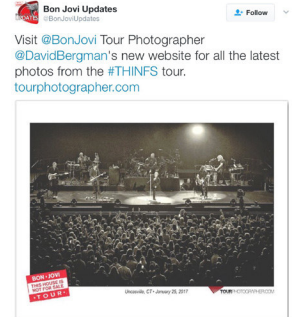 Bon Jovi Updates
@BonJoviUpdates
Follow
Visit @BonJovi Tour Photographer
@DavidBergman's new website for all the latest
photos from the #THINFS tour.
tourphotographer.com
BON JOVI
THIS HOUSE IS
NOT FOR SALE
• TOUR •
Uncasville, CT • January 29, 2017
TOURPHOTOGRAPHER.COM